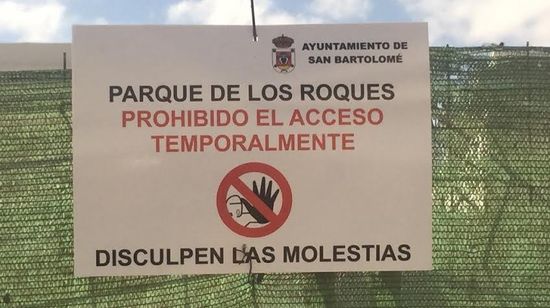 AYUNTAMIENTO DE
SAN BARTOLOMÉ
PARQUE DE LOS ROQUES
PROHIBIDO EL ACCESO
TEMPORALMENTE
DISCULPEN LAS MOLESTIAS